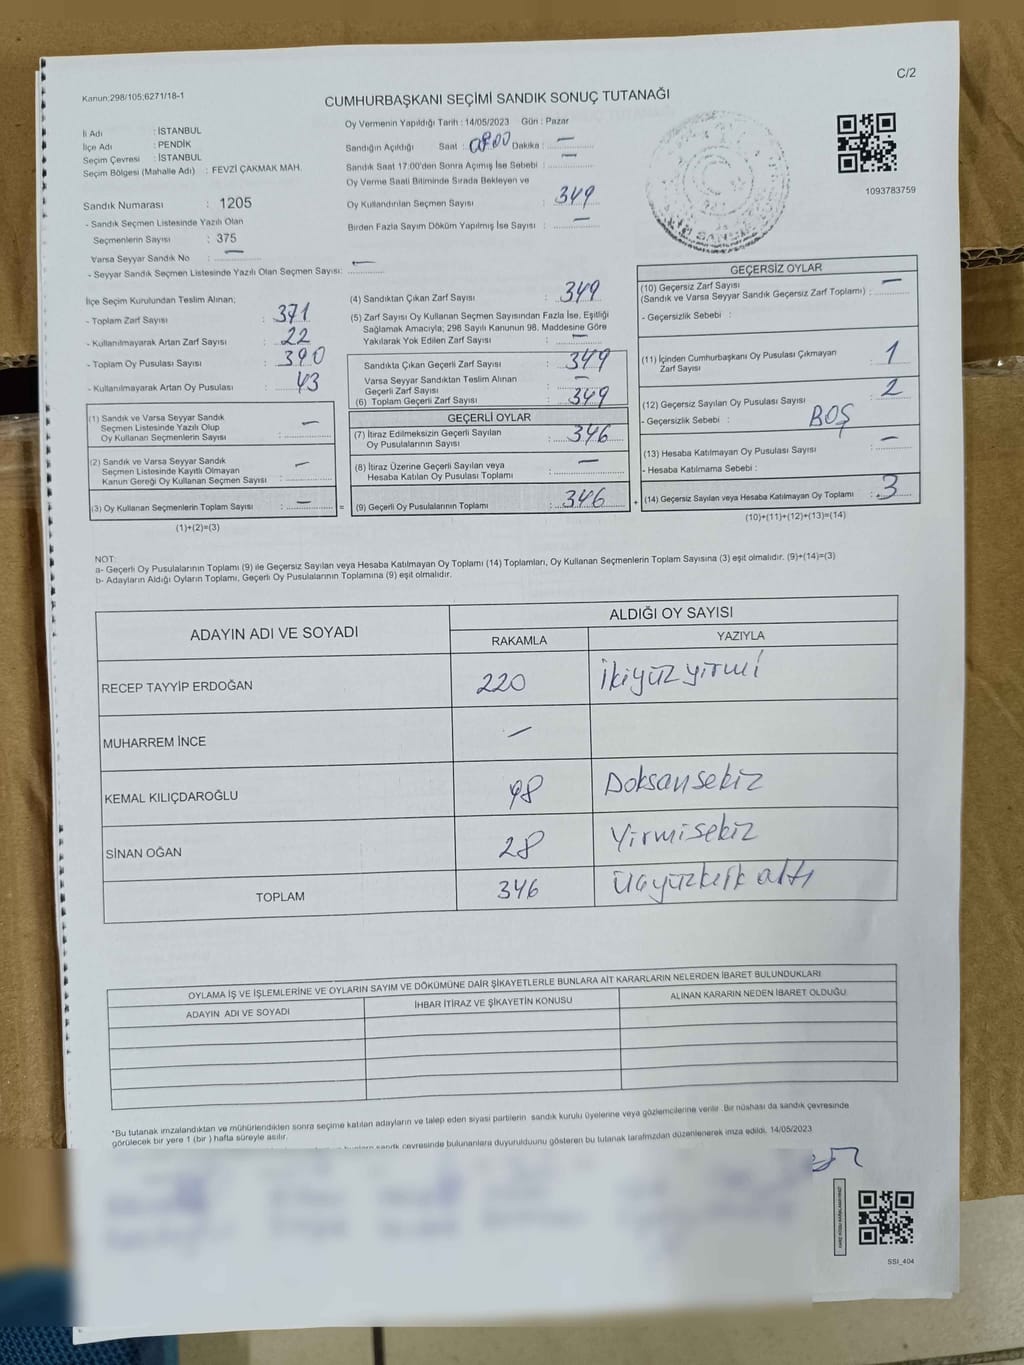 C/2
Kanun:298/105;6271/18-1
CUMHURBAŞKANI SEÇİMİ SANDIK SONUÇ TUTANAĞI
İl Adı : İSTANBUL
İlçe Adı : PENDİK
Seçim Çevresi : İSTANBUL
Seçim Bölgesi (Mahalle Adı) : FEVZİ ÇAKMAK MAH.
Sandık Numarası : 1205
- Sandık Seçmen Listesinde Yazılı Olan
Seçmenlerin Sayısı : 375
Varsa Seyyar Sandık No : —
- Seyyar Sandık Seçmen Listesinde Yazılı Olan Seçmen Sayısı: —
Oy Vermenin Yapıldığı Tarih : 14/05/2023 Gün : Pazar
Sandığın Açıldığı Saat : 08.00 Dakika : —
Sandık Saat 17:00'den Sonra Açımış İse Sebebi : —
Oy Verme Saali Bitiminde Sırada Bekleyen ve
Oy Kullandırılan Seçmen Sayısı : 349
Birden Fazla Sayım Döküm Yapılmış İse Sayısı : —
1093783759
İlçe Seçim Kurulundan Teslim Alınan;
- Toplam Zarf Sayısı : 371
- Kullanılmayarak Artan Zarf Sayısı : 22
- Toplam Oy Pusulası Sayısı : 390
- Kullanılmayarak Artan Oy Pusulası : 43
(1) Sandık ve Varsa Seyyar Sandık
Seçmen Listesinde Yazılı Olup
Oy Kullanan Seçmenlerin Sayısı : —
(2) Sandık ve Varsa Seyyar Sandık
Seçmen Listesinde Kayıtlı Olmayan
Kanun Gereği Oy Kullanan Seçmen Sayısı : —
(3) Oy Kullanan Seçmenlerin Toplam Sayısı : — =
(1)+(2)=(3)
(4) Sandıktan Çıkan Zarf Sayısı : 349
(5) Zarf Sayısı Oy Kullanan Seçmen Sayısından Fazla İse, Eşitliği
Sağlamak Amacıyla; 298 Sayılı Kanunun 98. Maddesine Göre
Yakılarak Yok Edilen Zarf Sayısı : —
Sandıkta Çıkan Geçerli Zarf Sayısı : 349
Varsa Seyyar Sandıktan Teslim Alınan
Geçerli Zarf Sayısı : —
(6) Toplam Geçerli Zarf Sayısı : 349
GEÇERLİ OYLAR
(7) İtiraz Edilmeksizin Geçerli Sayılan
Oy Pusulalarının Sayısı : 346
(8) İtiraz Üzerine Geçerli Sayılan veya
Hesaba Katılan Oy Pusulası Toplamı : —
(9) Geçerli Oy Pusulalarının Toplamı : 346 +
GEÇERSİZ OYLAR
(10) Geçersiz Zarf Sayısı
(Sandık ve Varsa Seyyar Sandık Geçersiz Zarf Toplamı) : —
- Geçersizlik Sebebi :
(11) İçinden Cumhurbaşkanı Oy Pusulası Çıkmayan
Zarf Sayısı : 1
(12) Geçersiz Sayılan Oy Pusulası Sayısı : 2
- Geçersizlik Sebebi : BOŞ
(13) Hesaba Katılmayan Oy Pusulası Sayısı : —
- Hesaba Katılmama Sebebi :
(14) Geçersiz Sayılan veya Hesaba Katılmayan Oy Toplamı : 3
(10)+(11)+(12)+(13)=(14)
NOT:
a- Geçerli Oy Pusulalarının Toplamı (9) ile Geçersiz Sayılan veya Hesaba Katılmayan Oy Toplamı (14) Toplamları, Oy Kullanan Seçmenlerin Toplam Sayısına (3) eşit olmalıdır. (9)+(14)=(3)
b- Adayların Aldığı Oyların Toplamı, Geçerli Oy Pusulalarının Toplamına (9) eşit olmalıdır.
ADAYIN ADI VE SOYADI
ALDIĞI OY SAYISI
RAKAMLA YAZIYLA
RECEP TAYYİP ERDOĞAN 220 İkiyüzyirmi
MUHARREM İNCE —
KEMAL KILIÇDAROĞLU 98 Doksansekiz
SİNAN OĞAN 28 Yirmisekiz
TOPLAM 346 Üçyüzkırk altı
OYLAMA İŞ VE İŞLEMLERİNE VE OYLARIN SAYIM VE DÖKÜMÜNE DAİR ŞİKAYETLERLE BUNLARA AİT KARARLARIN NELERDEN İBARET BULUNDUKLARI
ADAYIN ADI VE SOYADI İHBAR İTİRAZ VE ŞİKAYETİN KONUSU ALINAN KARARIN NEDEN İBARET OLDUĞU
*Bu tutanak imzalandıktan ve mühürlendikten sonra seçime katılan adayların ve talep eden siyasi partilerin sandık kurulu üyelerine veya gözlemcilerine verilir. Bir nüshası da sandık çevresinde
görülecek bir yere 1 (bir ) hafta süreyle asılır.
sandık çevresinde bulunanlara duyurulduunu gösteren bu tutanak tarafımızdan düzenlenerek imza edildi. 14/05/2023
SSI_404